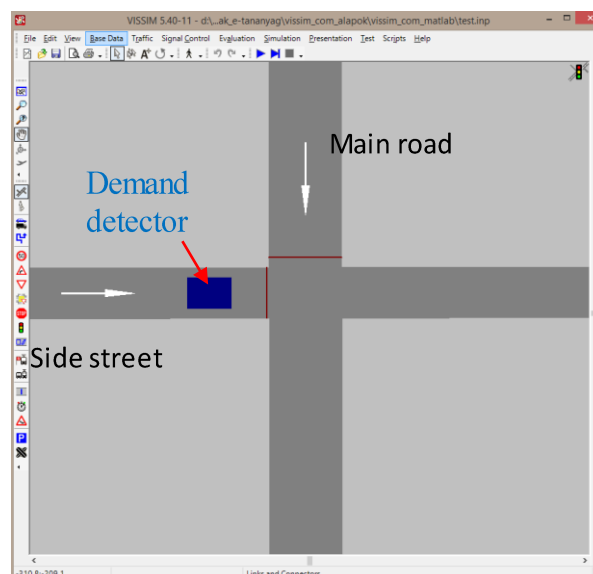 VISSIM 5.40-11 - d:\...ak_e-tananyag\vissim_com_alapok\vissim_com_matlab\test.inp
File Edit View Base Data Traffic Signal Control Evaluation Simulation Presentation Test Scripts Help
Main road
Demand
detector
Side street
Links and Connectors